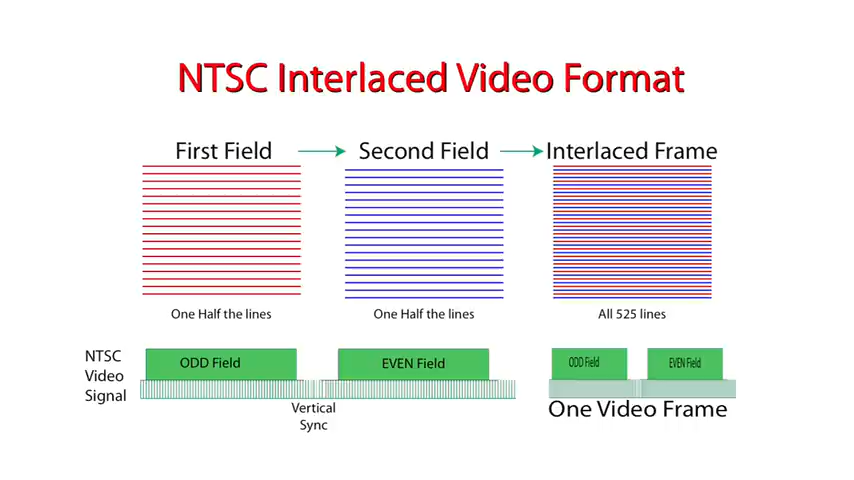 NTSC Interlaced Video Format
First Field
Second Field
Interlaced Frame
One Half the lines
One Half the lines
All 525 lines
NTSC
Video
Signal
ODD Field
EVEN Field
ODD Field
EVEN Field
Vertical
Sync
One Video Frame